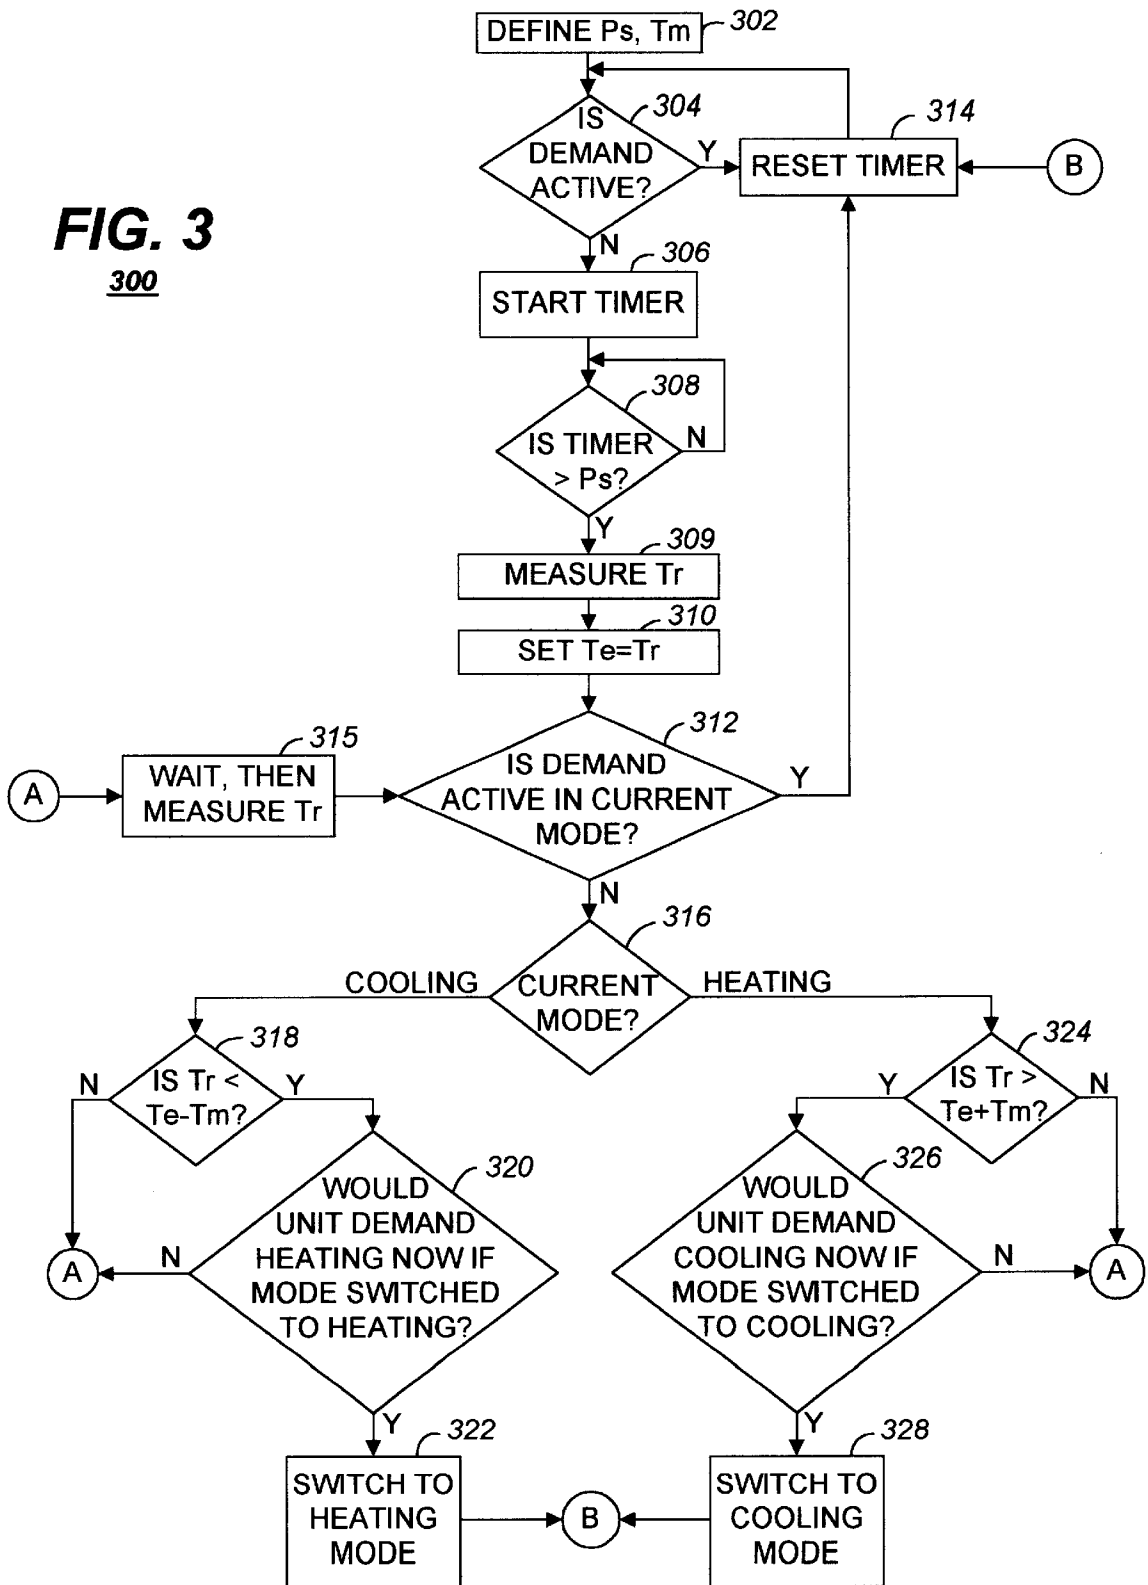 DEFINE Ps, Tm
302
IS
DEMAND
ACTIVE?
304
Y
N
RESET TIMER
314
B
FIG. 3
300
START TIMER
306
IS TIMER
> Ps?
308
N
Y
MEASURE Tr
309
SET Te=Tr
310
A
WAIT, THEN
MEASURE Tr
315
IS DEMAND
ACTIVE IN CURRENT
MODE?
312
Y
N
CURRENT
MODE?
316
COOLING
HEATING
IS Tr <
Te-Tm?
318
N
Y
IS Tr >
Te+Tm?
324
Y
N
WOULD
UNIT DEMAND
HEATING NOW IF
MODE SWITCHED
TO HEATING?
320
N
A
Y
WOULD
UNIT DEMAND
COOLING NOW IF
MODE SWITCHED
TO COOLING?
326
N
A
Y
SWITCH TO
HEATING
MODE
322
B
SWITCH TO
COOLING
MODE
328